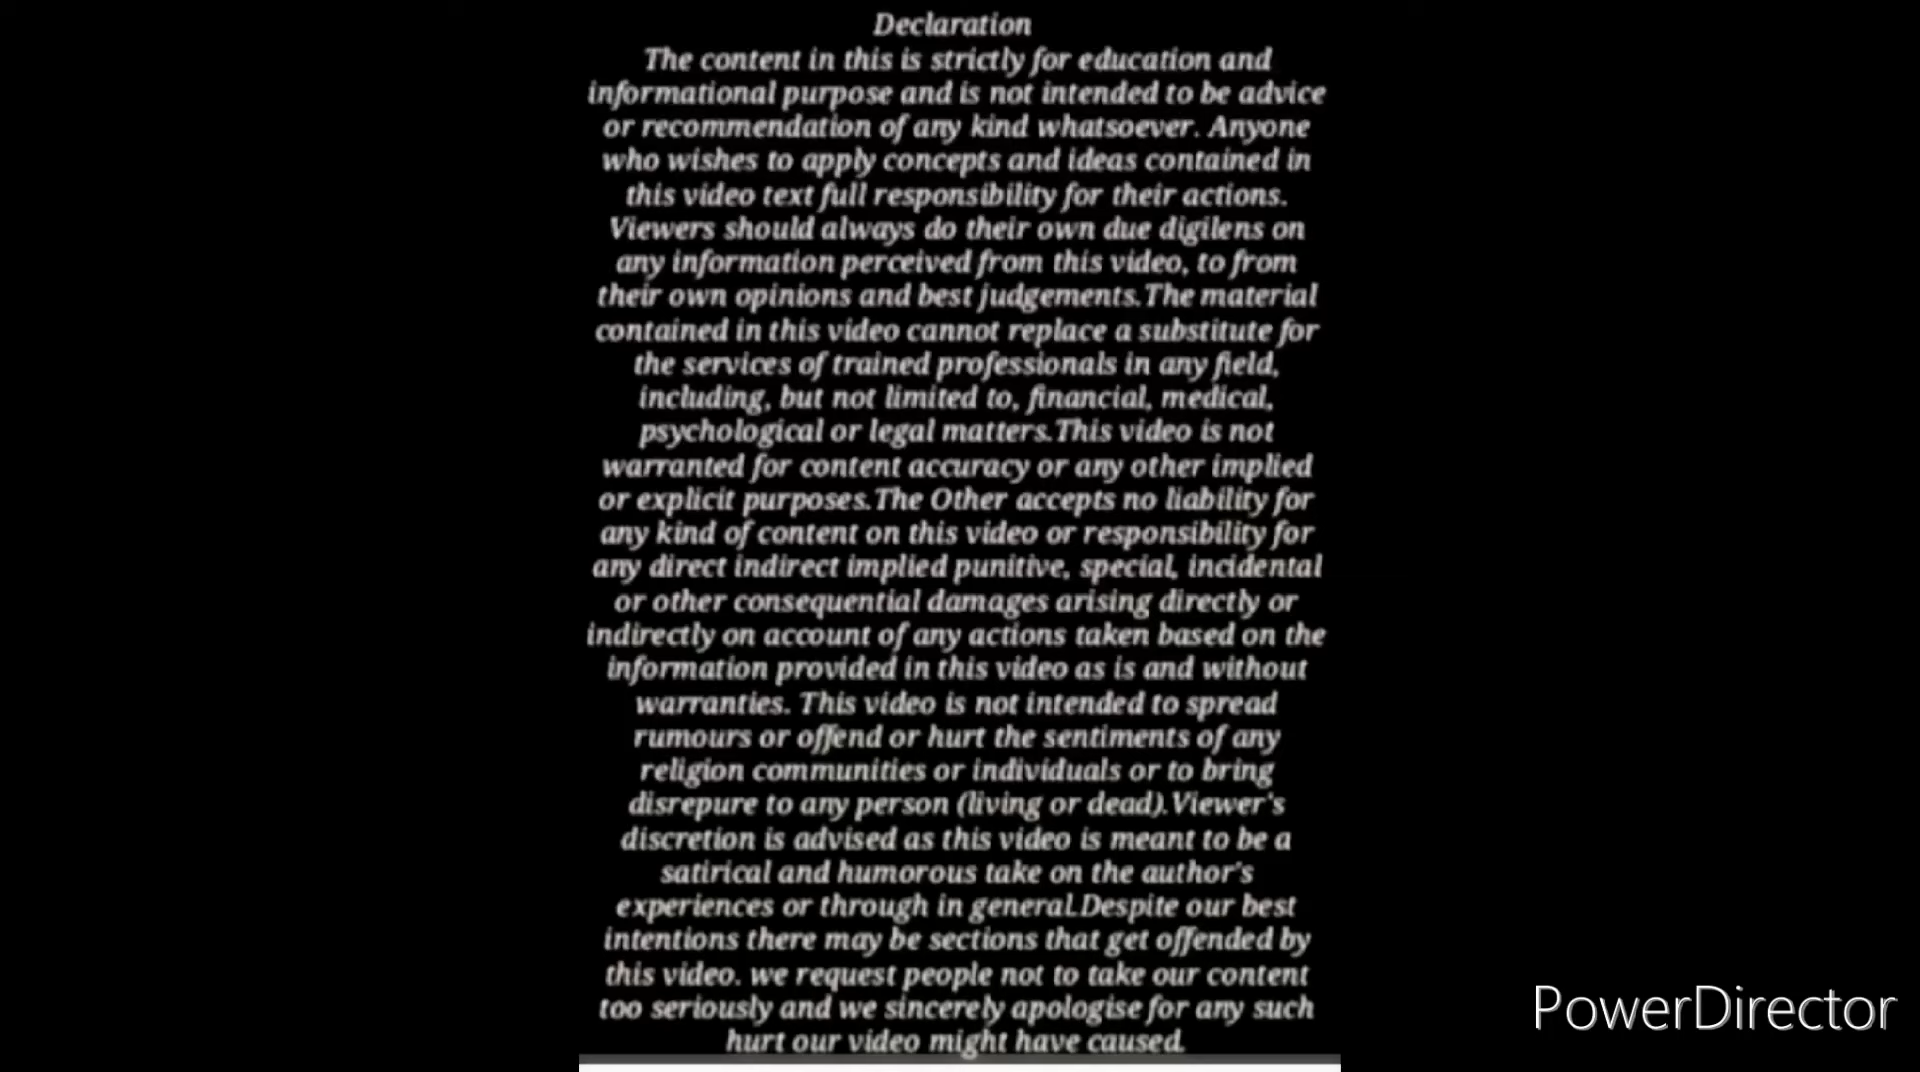 Declaration
The content in this is strictly for education and
informational purpose and is not intended to be advice
or recommendation of any kind whatsoever. Anyone
who wishes to apply concepts and ideas contained in
this video text full responsibility for their actions.
Viewers should always do their own due digilens on
any information perceived from this video, to from
their own opinions and best judgements.The material
contained in this video cannot replace a substitute for
the services of trained professionals in any field,
including, but not limited to, financial, medical,
psychological or legal matters.This video is not
warranted for content accuracy or any other implied
or explicit purposes.The Other accepts no liability for
any kind of content on this video or responsibility for
any direct indirect implied punitive, special, incidental
or other consequential damages arising directly or
indirectly on account of any actions taken based on the
information provided in this video as is and without
warranties. This video is not intended to spread
rumours or offend or hurt the sentiments of any
religion communities or individuals or to bring
disrepure to any person (living or dead).Viewer's
discretion is advised as this video is meant to be a
satirical and humorous take on the author's
experiences or through in general.Despite our best
intentions there may be sections that get offended by
this video. we request people not to take our content
too seriously and we sincerely apologise for any such
hurt our video might have caused.
PowerDirector